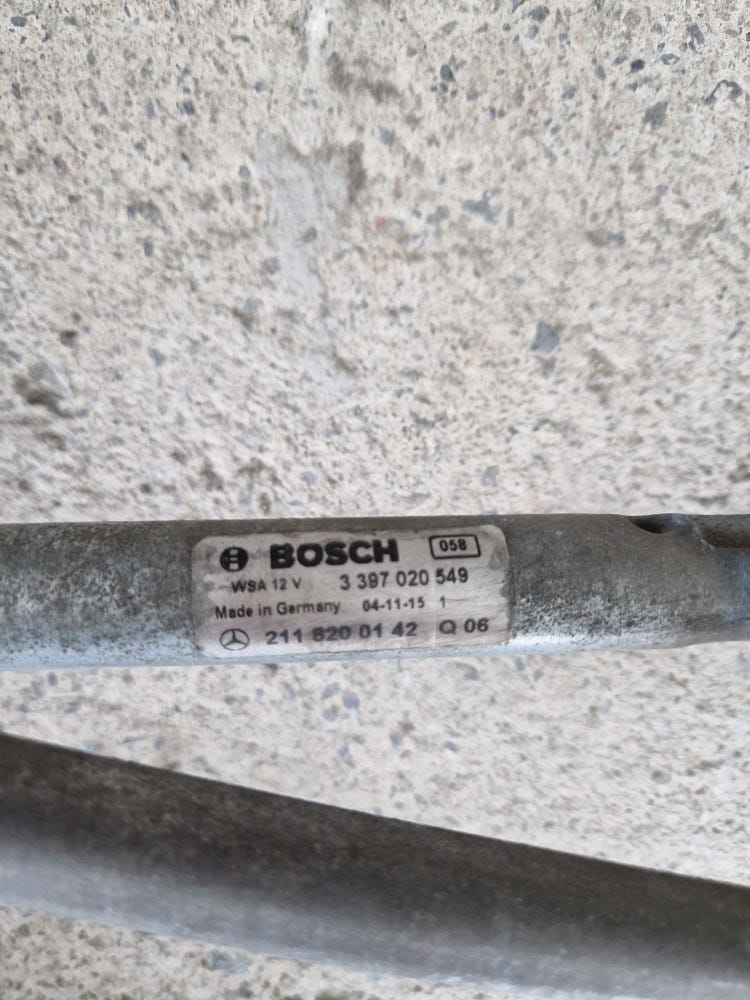 BOSCH 058
WSA 12 V 3 397 020 549
Made in Germany 04-11-15 1
211 820 01 42 Q 06